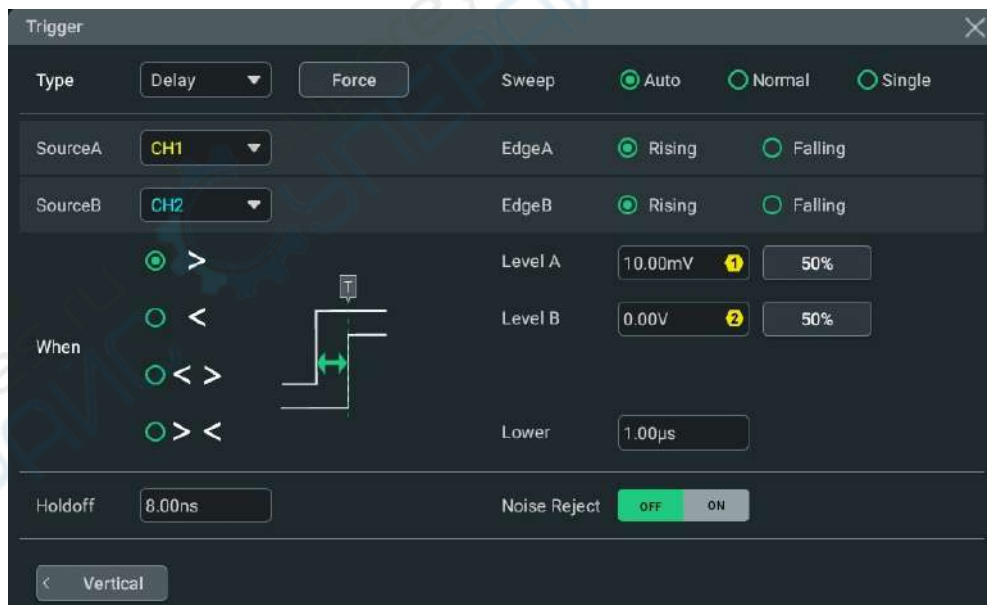 Trigger
Type Delay Force Sweep Auto Normal Single
SourceA CH1 EdgeA Rising Falling
SourceB CH2 EdgeB Rising Falling
> Level A 10.00mV 1 50%
T
< Level B 0.00V 2 50%
When
< >
> < Lower 1.00µs
Holdoff 8.00ns Noise Reject OFF ON
< Vertical